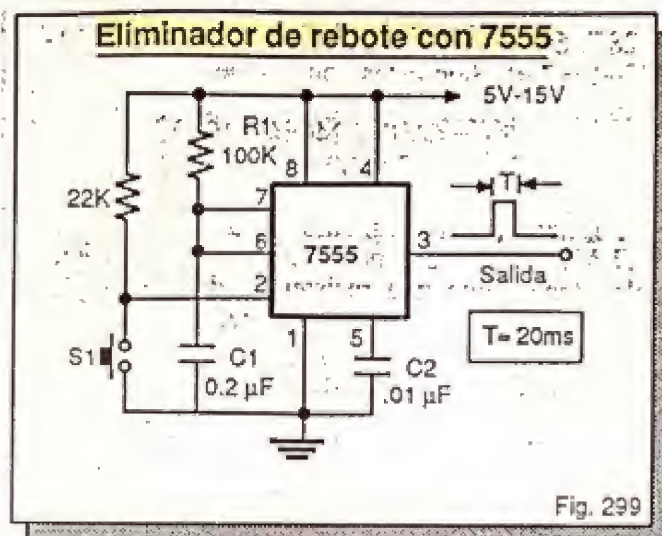 Eliminador de rebote con 7555
5V-15V
R1
100K
8
4
22K
7
T
6
7555
3
2
Salida
1
5
T= 20ms
S1
C1
0.2 µF
C2
.01 µF
Fig. 299